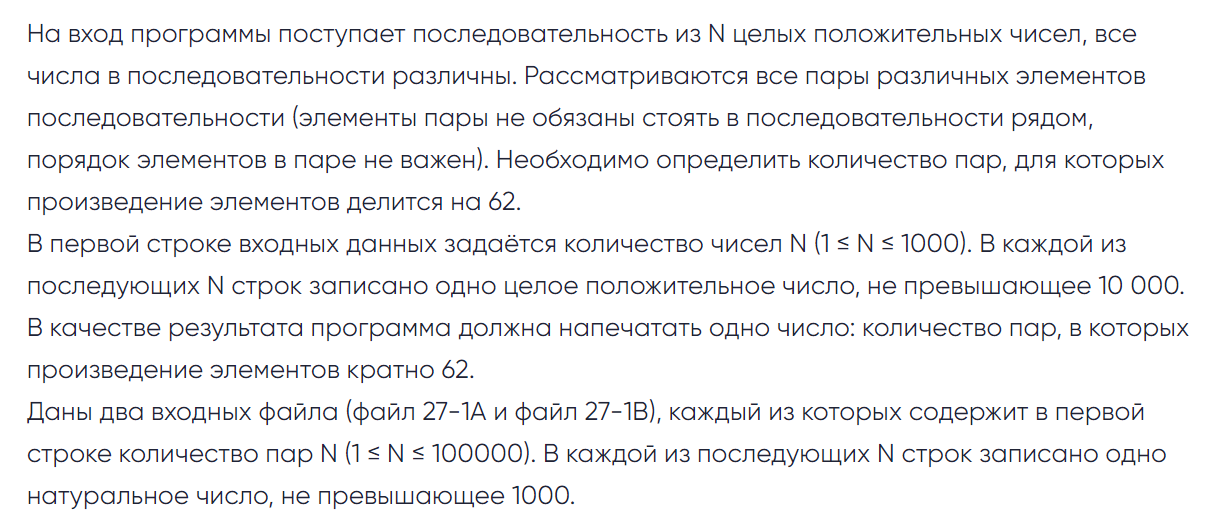 На вход программы поступает последовательность из N целых положительных чисел, все
числа в последовательности различны. Рассматриваются все пары различных элементов
последовательности (элементы пары не обязаны стоять в последовательности рядом,
порядок элементов в паре не важен). Необходимо определить количество пар, для которых
произведение элементов делится на 62.
В первой строке входных данных задаётся количество чисел N (1 ≤ N ≤ 1000). В каждой из
последующих N строк записано одно целое положительное число, не превышающее 10 000.
В качестве результата программа должна напечатать одно число: количество пар, в которых
произведение элементов кратно 62.
Даны два входных файла (файл 27-1A и файл 27-1B), каждый из которых содержит в первой
строке количество пар N (1 ≤ N ≤ 100000). В каждой из последующих N строк записано одно
натуральное число, не превышающее 1000.